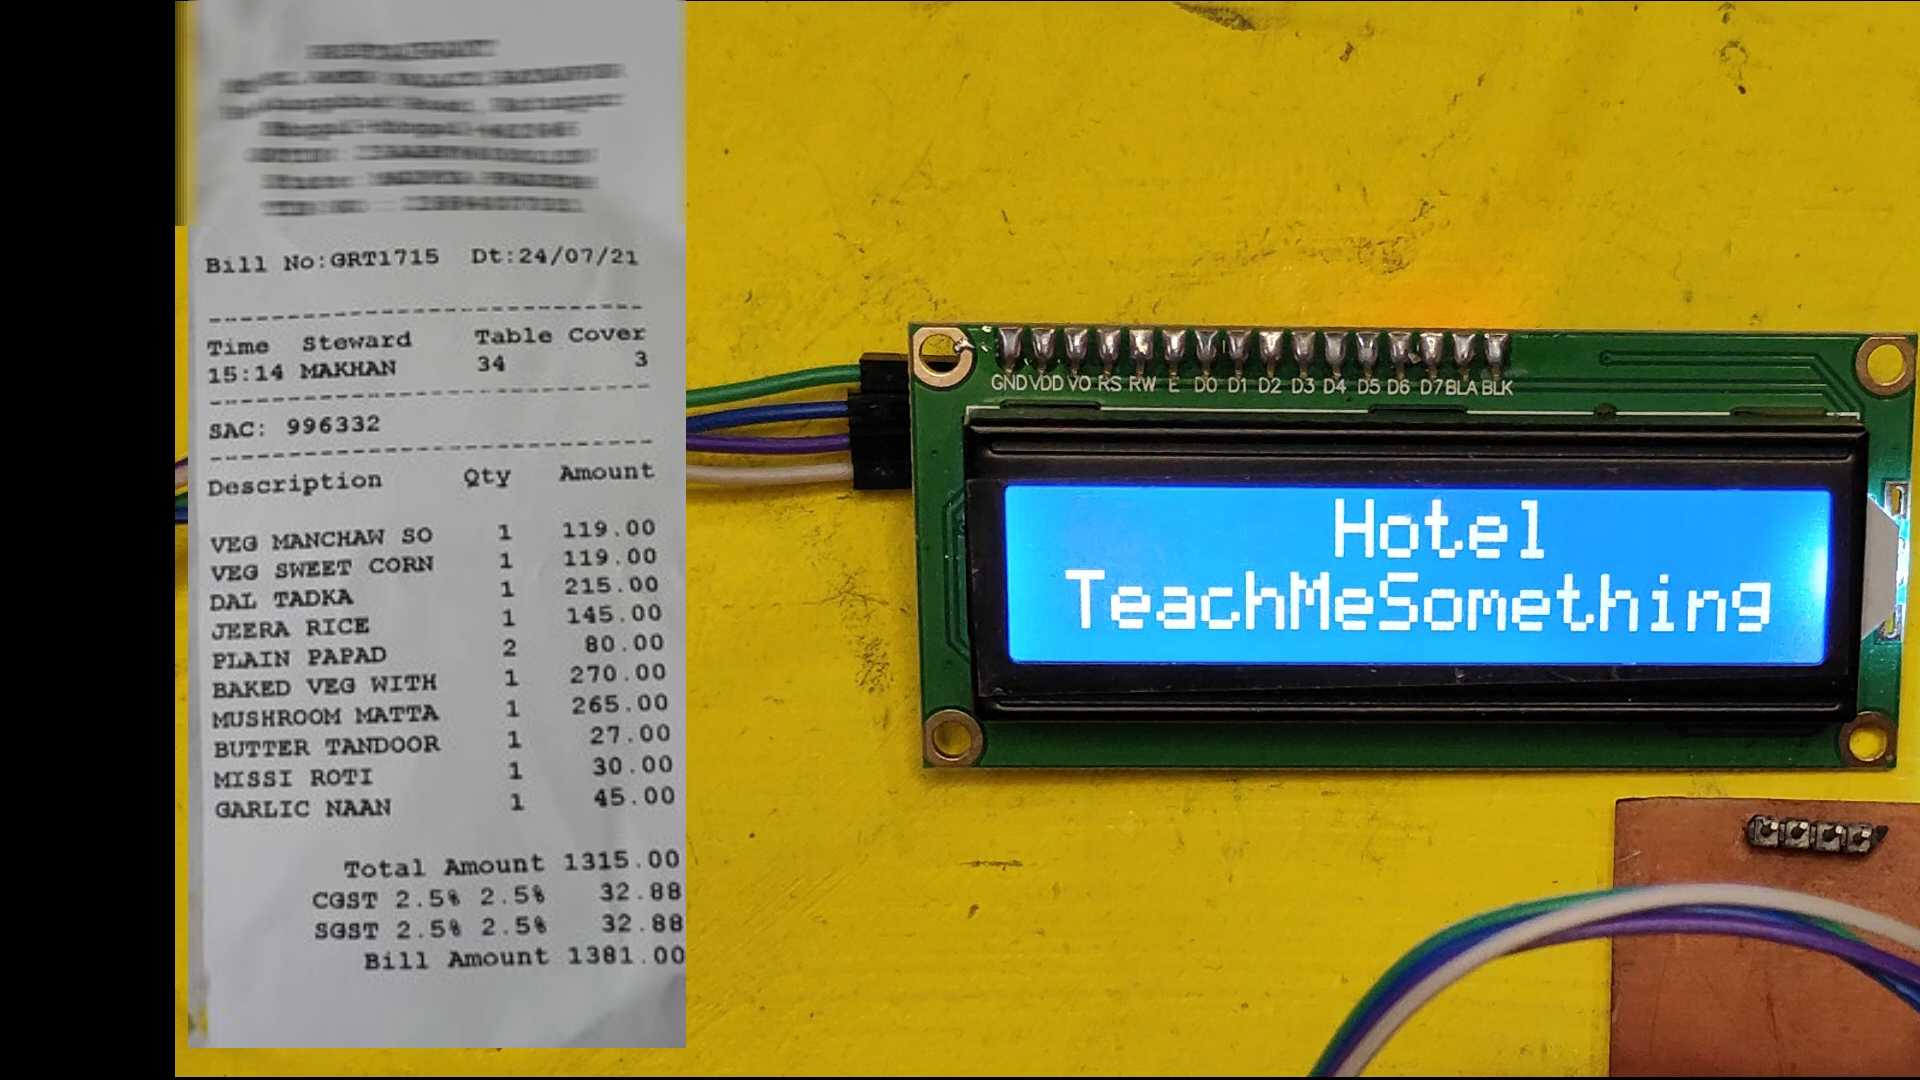 Bill No:GRT1715 Dt:24/07/21
Time Steward Table Cover
15:14 MAKHAN 34 3
SAC: 996332
Description Qty Amount
VEG MANCHAW SO 1 119.00
VEG SWEET CORN 1 119.00
DAL TADKA 1 215.00
JEERA RICE 1 145.00
PLAIN PAPAD 2 80.00
BAKED VEG WITH 1 270.00
MUSHROOM MATTA 1 265.00
BUTTER TANDOOR 1 27.00
MISSI ROTI 1 30.00
GARLIC NAAN 1 45.00
Total Amount 1315.00
CGST 2.5% 2.5% 32.88
SGST 2.5% 2.5% 32.88
Bill Amount 1381.00
GND VDD VO RS RW E D0 D1 D2 D3 D4 D5 D6 D7 BLA BLK
Hotel
TeachMeSomething